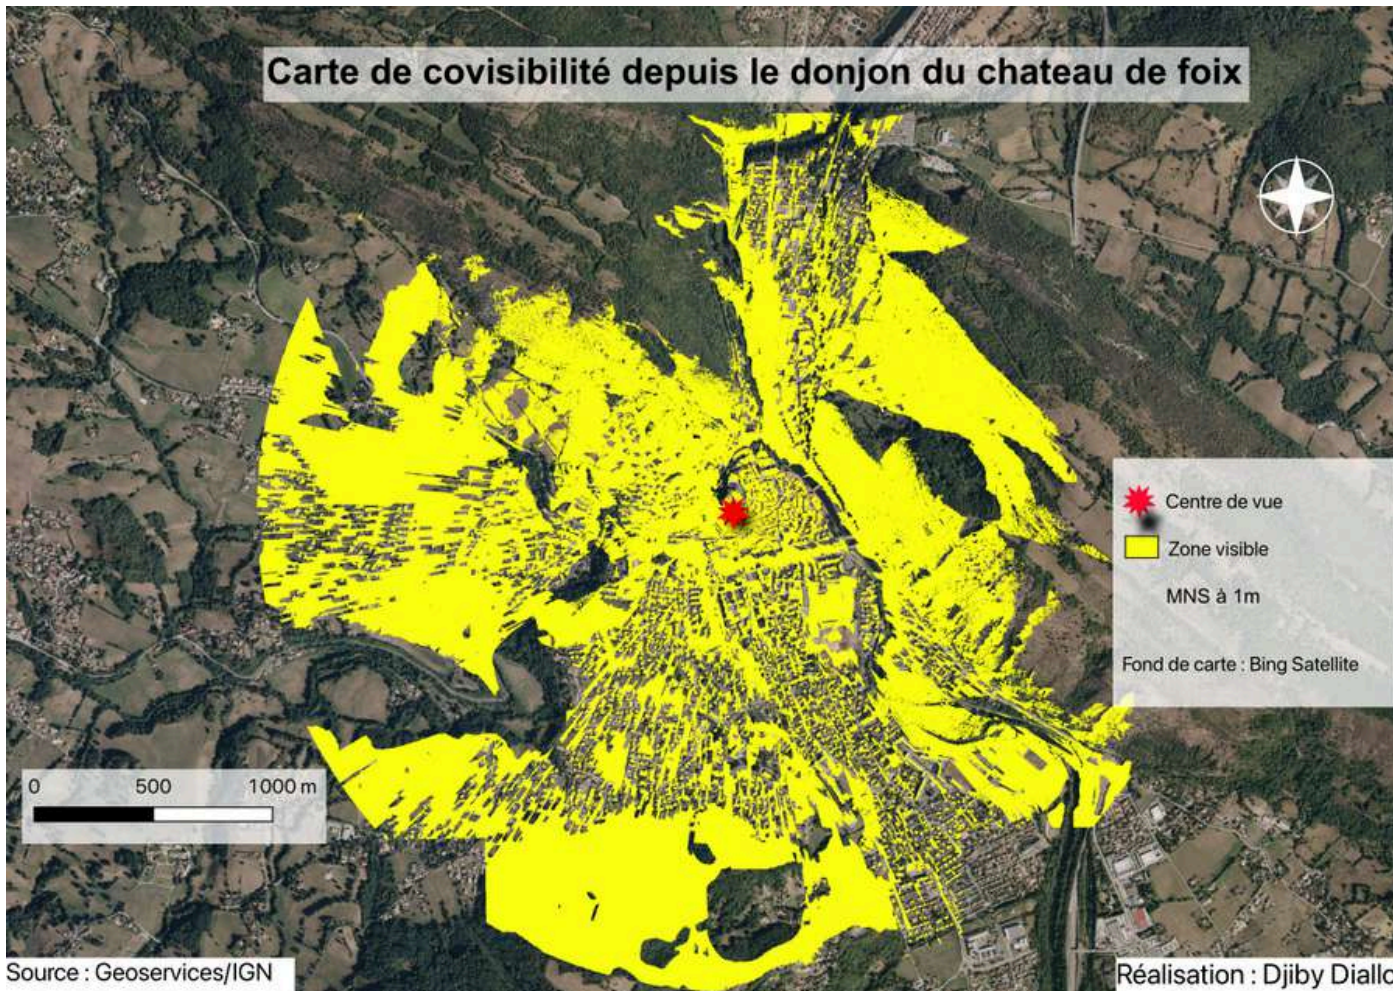 Carte de covisibilité depuis le donjon du chateau de foix
Centre de vue
Zone visible
MNS à 1m
Fond de carte : Bing Satellite
0 500 1000 m
Source : Geoservices/IGN
Réalisation : Djiby Diallo